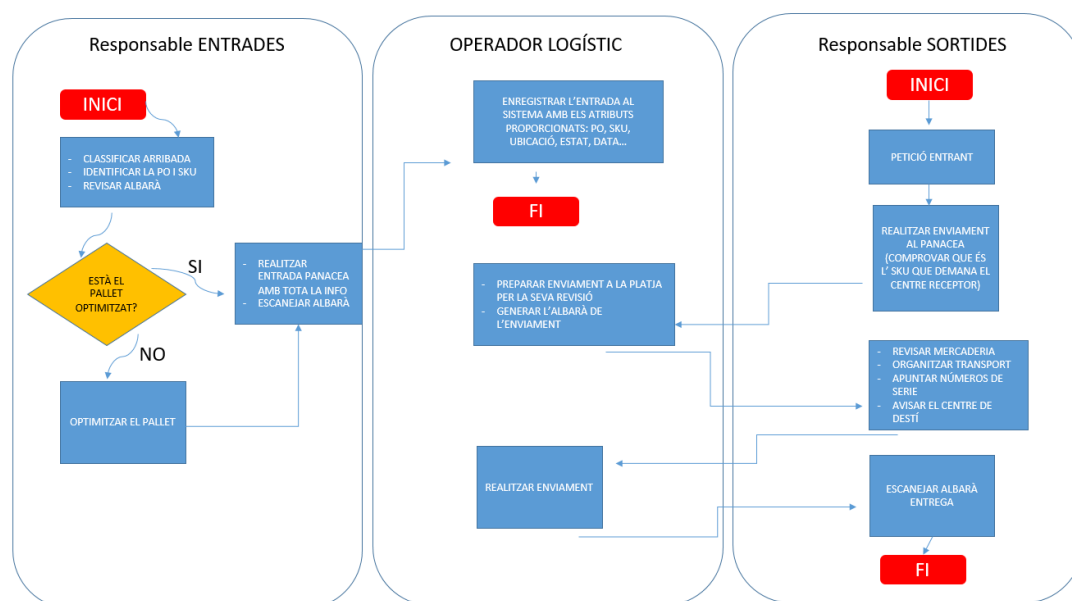 Responsable ENTRADES
INICI
- CLASSIFICAR ARRIBADA
- IDENTIFICAR LA PO I SKU
- REVISAR ALBARÀ
ESTÀ EL
PALLET
OPTIMITZAT?
SI
NO
OPTIMITZAR EL PALLET
- REALITZAR
ENTRADA PANACEA
AMB TOTA LA INFO
- ESCANEJAR ALBARÀ
OPERADOR LOGÍSTIC
ENREGISTRAR L'ENTRADA AL
SISTEMA AMB ELS ATRIBUTS
PROPORCIONATS: PO, SKU,
UBICACIÓ, ESTAT, DATA...
FI
- PREPARAR ENVIAMENT A LA PLATJA
PER LA SEVA REVISIÓ
- GENERAR L'ALBARÀ DE
L'ENVIAMENT
REALITZAR ENVIAMENT
Responsable SORTIDES
INICI
PETICIÓ ENTRANT
REALITZAR ENVIAMENT
AL PANACEA
(COMPROVAR QUE ÉS
L' SKU QUE DEMANA EL
CENTRE RECEPTOR)
- REVISAR MERCADERIA
- ORGANITZAR TRANSPORT
- APUNTAR NÚMEROS DE
SERIE
- AVISAR EL CENTRE DE
DESTÍ
ESCANEJAR ALBARÀ
ENTREGA
FI